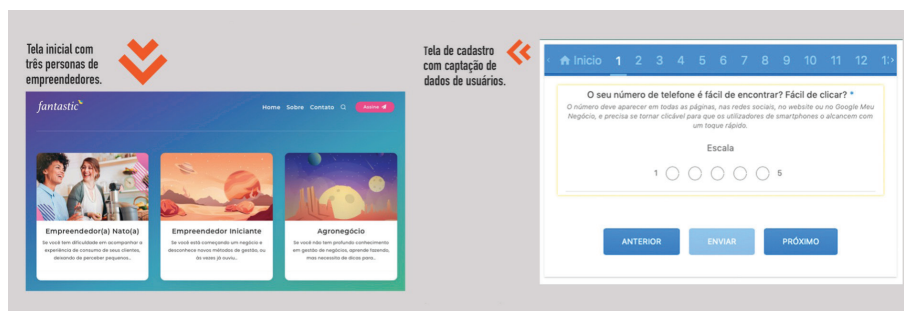 Tela inicial com
três personas de
empreendedores.
fantastic
Home Sobre Contato Assine
Empreendedor(a) Nato(a)
Se você tem dificuldade em acompanhar a
experiência de consumo de seus clientes,
deixando de perceber pequenos...
Empreendedor Iniciante
Se você está começando um negócio e
desconhece novos métodos de gestão, ou
às vezes já ouviu...
Agronegócio
Se você não tem profundo conhecimento
em gestão de negócios, aprende fazendo,
mas necessita de dicas para...
Tela de cadastro
com captação de
dados de usuários.
Inicio 1 2 3 4 5 6 7 8 9 10 11 12
O seu número de telefone é fácil de encontrar? Fácil de clicar? *
O número deve aparecer em todas as páginas, nas redes sociais, no website ou no Google Meu
Negócio, e precisa se tornar clicável para que os utilizadores de smartphones o alcancem com
um toque rápido.
Escala
1 5
ANTERIOR ENVIAR PRÓXIMO